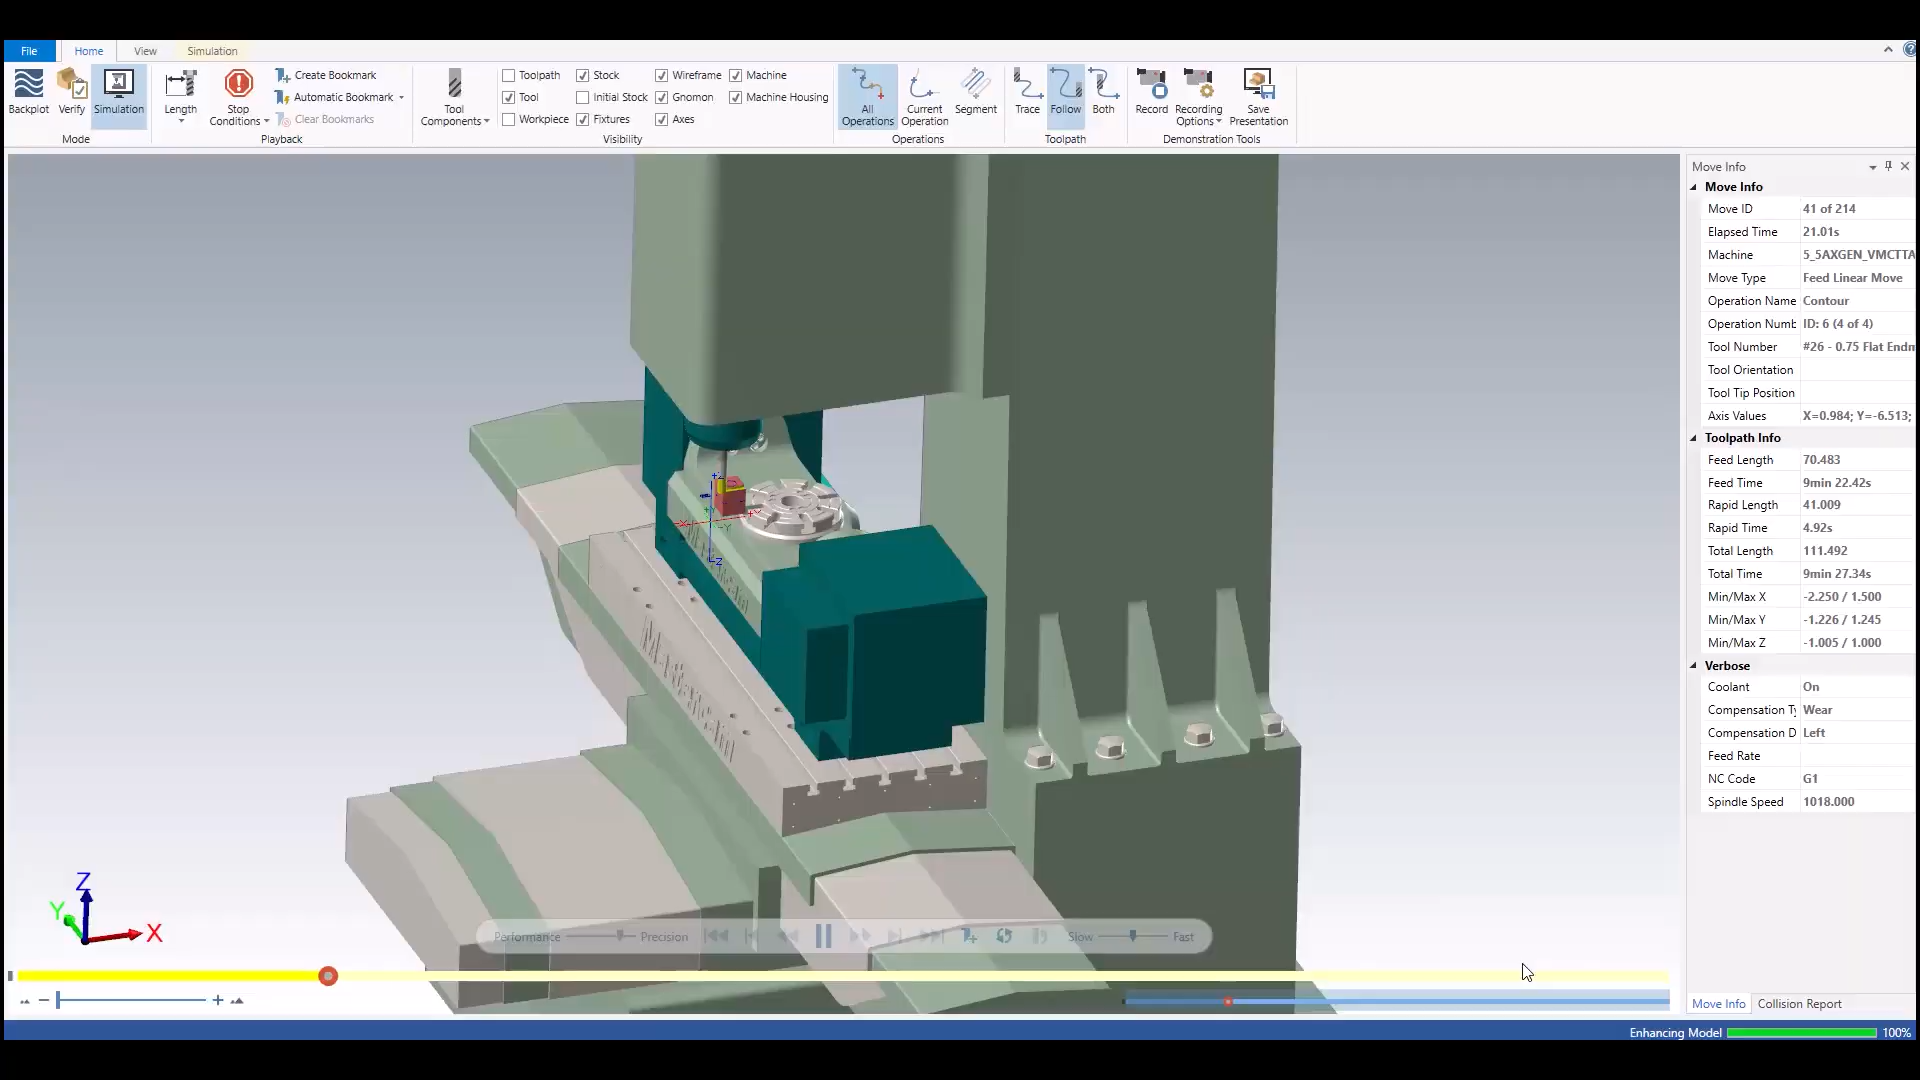 File Home View Simulation
Backplot Verify Simulation
Mode
Length
Stop Conditions
Create Bookmark
Automatic Bookmark
Clear Bookmarks
Playback
Tool Components
Toolpath Stock Wireframe Machine
Tool Initial Stock Gnomon Machine Housing
Workpiece Fixtures Axes
Visibility
All Operations
Current Operation
Segment
Operations
Trace Follow Both
Toolpath
Record
Recording Options
Save Presentation
Demonstration Tools
Move Info
Move Info
Move ID 41 of 214
Elapsed Time 21.01s
Machine 5_5AXGEN_VMCTTA
Move Type Feed Linear Move
Operation Name Contour
Operation Numb ID: 6 (4 of 4)
Tool Number #26 - 0.75 Flat Endm
Tool Orientation
Tool Tip Position
Axis Values X=0.984; Y=-6.513;
Toolpath Info
Feed Length 70.483
Feed Time 9min 22.42s
Rapid Length 41.009
Rapid Time 4.92s
Total Length 111.492
Total Time 9min 27.34s
Min/Max X -2.250 / 1.500
Min/Max Y -1.226 / 1.245
Min/Max Z -1.005 / 1.000
Verbose
Coolant On
Compensation Ty Wear
Compensation D Left
Feed Rate
NC Code G1
Spindle Speed 1018.000
Z
Y
X
Performance Precision Slow Fast
Move Info Collision Report
Enhancing Model 100%